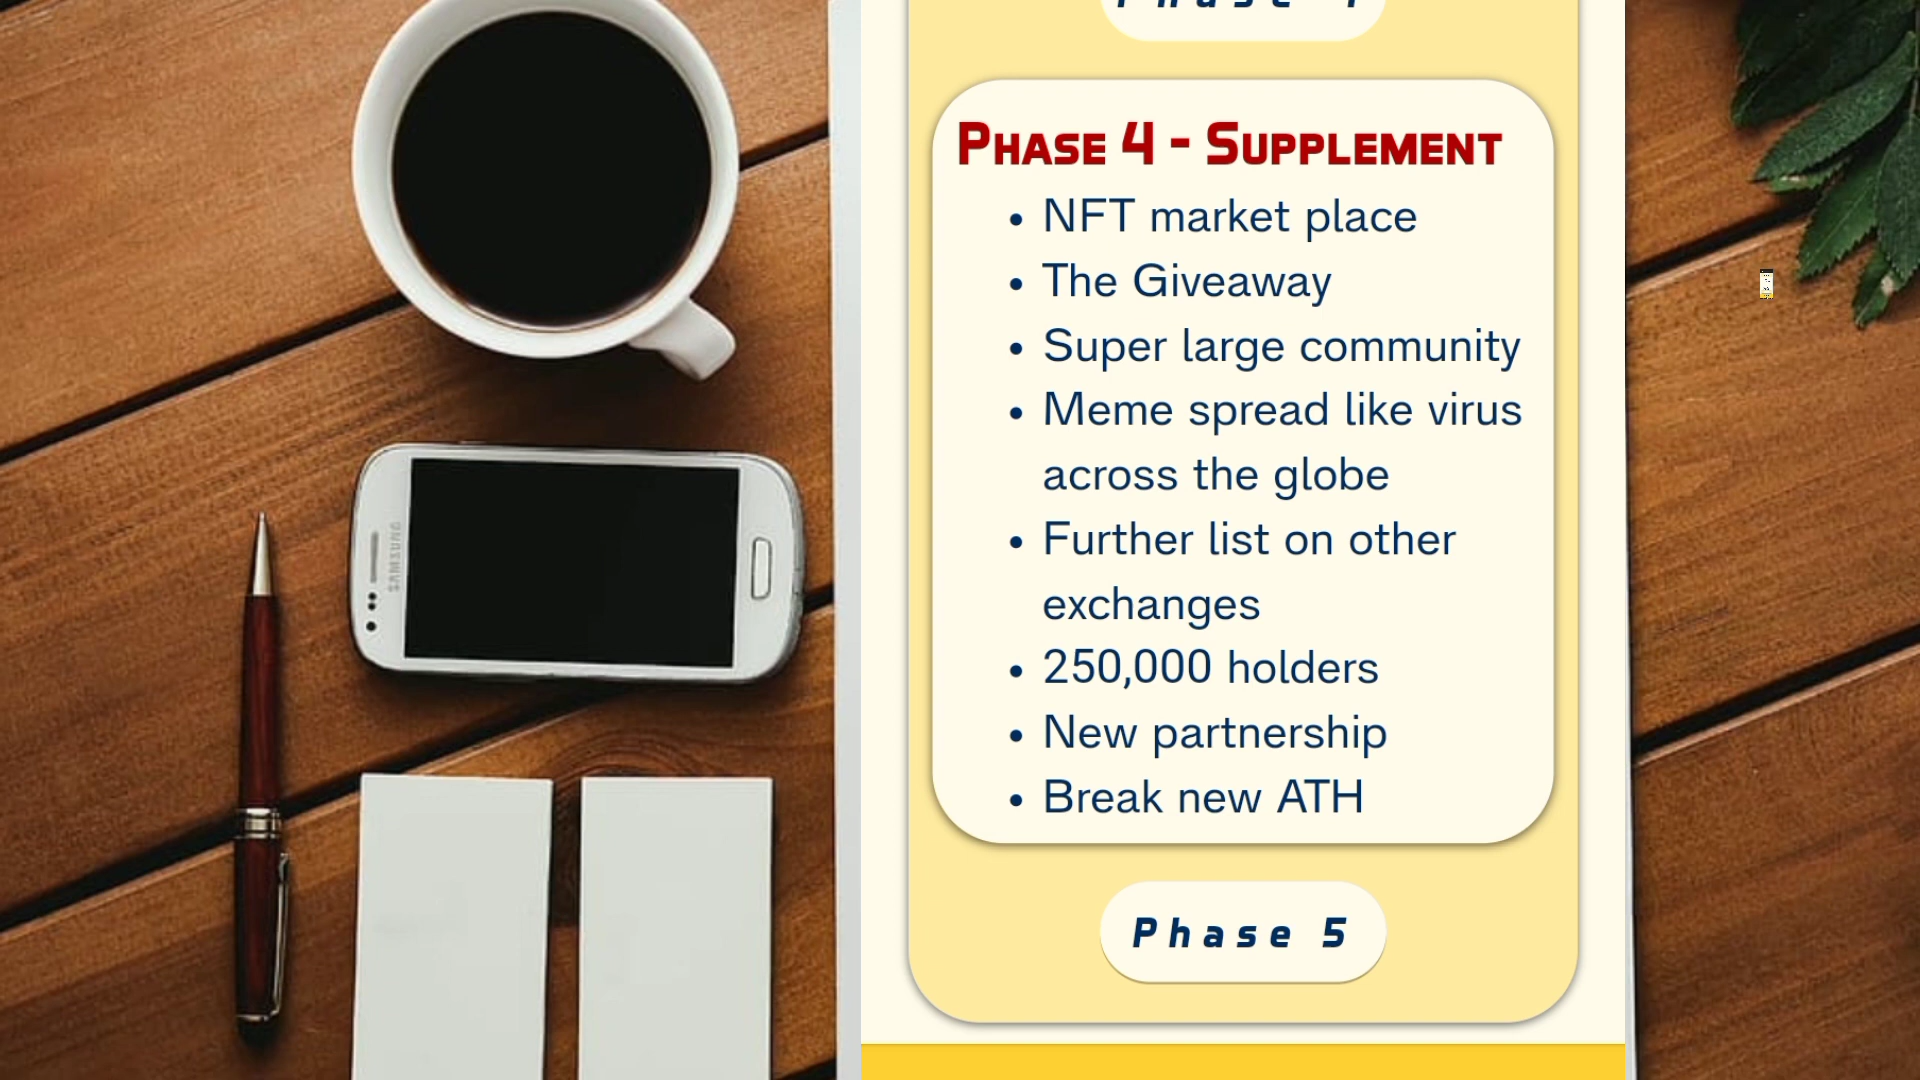 Phase 4 - Supplement
• NFT market place
• The Giveaway
• Super large community
• Meme spread like virus
across the globe
• Further list on other
exchanges
• 250,000 holders
• New partnership
• Break new ATH
Phase 5
SAMSUNG